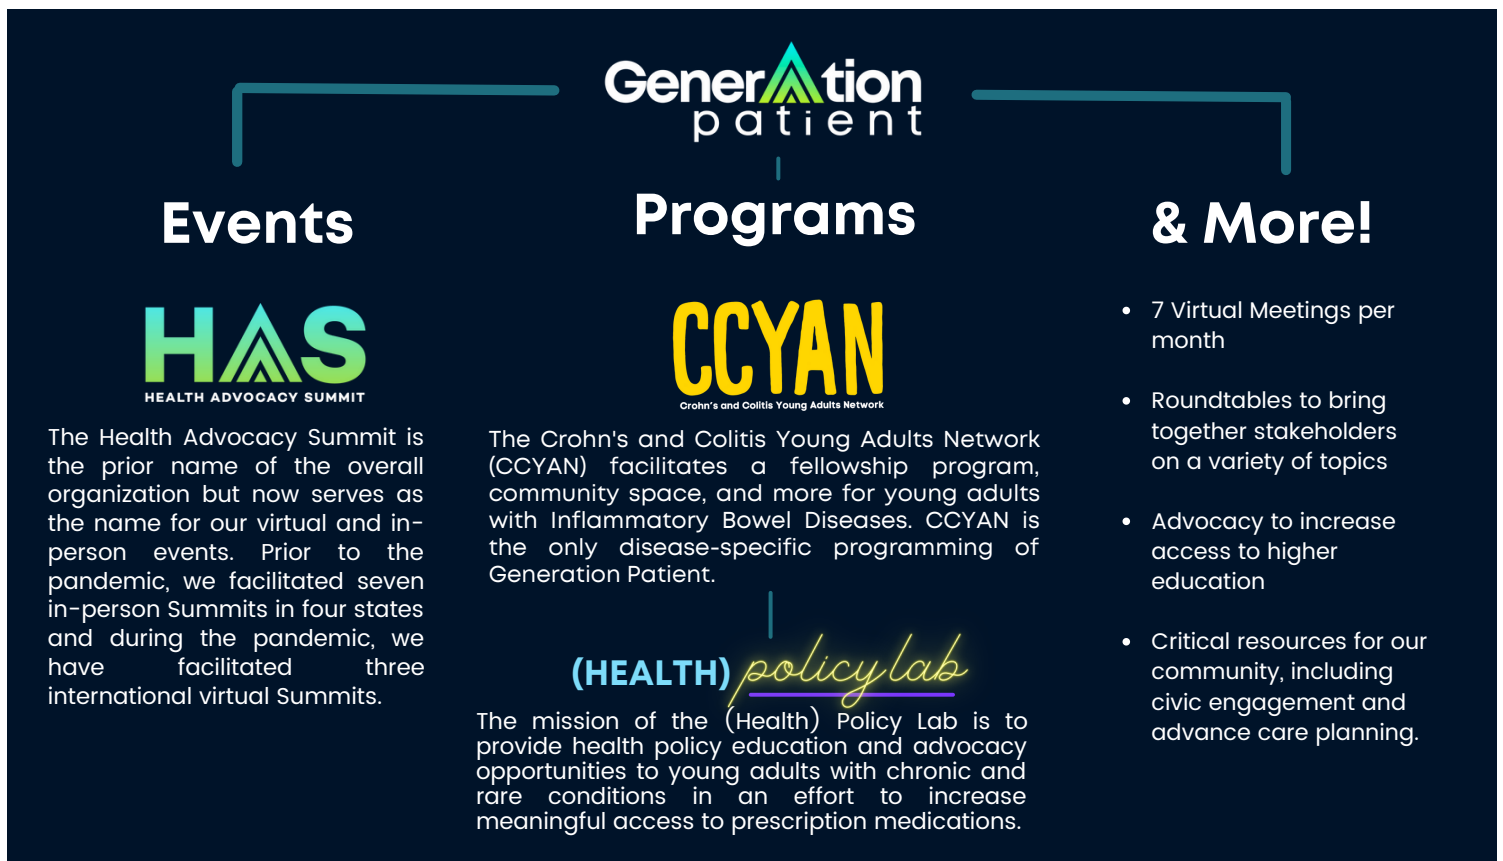 Generation
patient
Events
HAS
HEALTH ADVOCACY SUMMIT
The Health Advocacy Summit is
the prior name of the overall
organization but now serves as
the name for our virtual and in-
person events. Prior to the
pandemic, we facilitated seven
in-person Summits in four states
and during the pandemic, we
have facilitated three
international virtual Summits.
Programs
CCYAN
Crohn's and Colitis Young Adults Network
The Crohn's and Colitis Young Adults Network
(CCYAN) facilitates a fellowship program,
community space, and more for young adults
with Inflammatory Bowel Diseases. CCYAN is
the only disease-specific programming of
Generation Patient.
(HEALTH) policy lab
The mission of the (Health) Policy Lab is to
provide health policy education and advocacy
opportunities to young adults with chronic and
rare conditions in an effort to increase
meaningful access to prescription medications.
& More!
• 7 Virtual Meetings per
month
• Roundtables to bring
together stakeholders
on a variety of topics
• Advocacy to increase
access to higher
education
• Critical resources for our
community, including
civic engagement and
advance care planning.